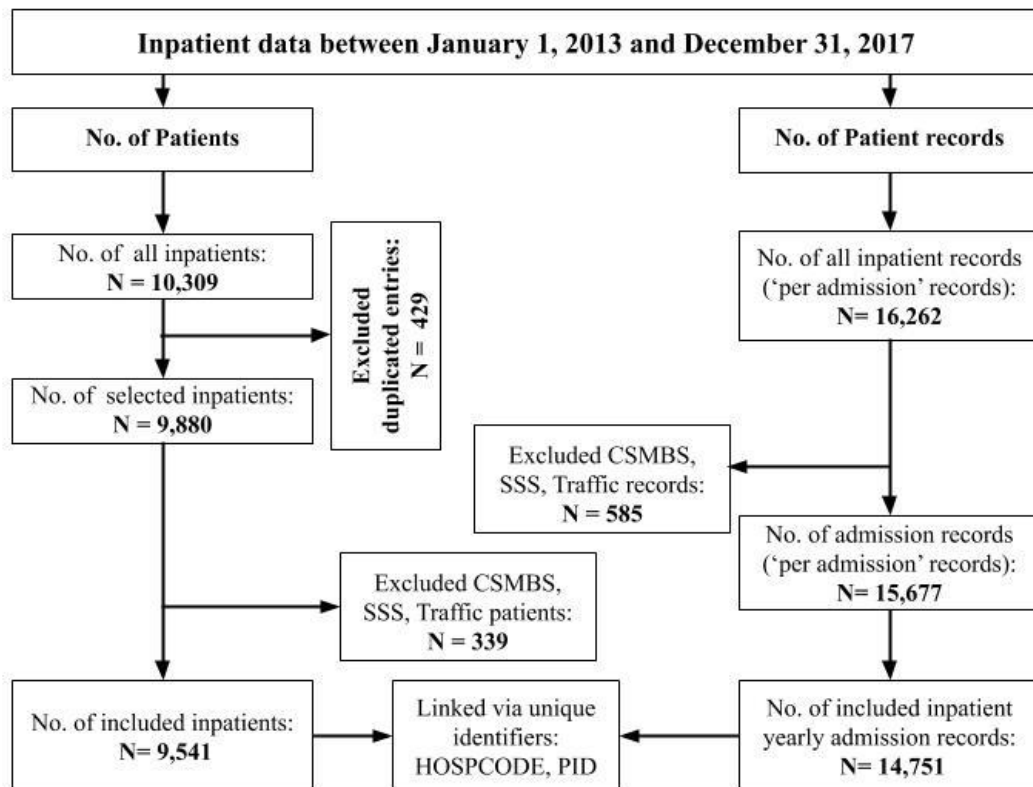 Inpatient data between January 1, 2013 and December 31, 2017
No. of Patients
No. of all inpatients:
N = 10,309
Excluded
duplicated entries:
N = 429
No. of selected inpatients:
N = 9,880
Excluded CSMBS,
SSS, Traffic patients:
N = 339
No. of included inpatients:
N= 9,541
No. of Patient records
No. of all inpatient records
(‘per admission’ records):
N= 16,262
Excluded CSMBS,
SSS, Traffic records:
N = 585
No. of admission records
(‘per admission’ records):
N= 15,677
No. of included inpatient
yearly admission records:
N= 14,751
Linked via unique
identifiers:
HOSPCODE, PID